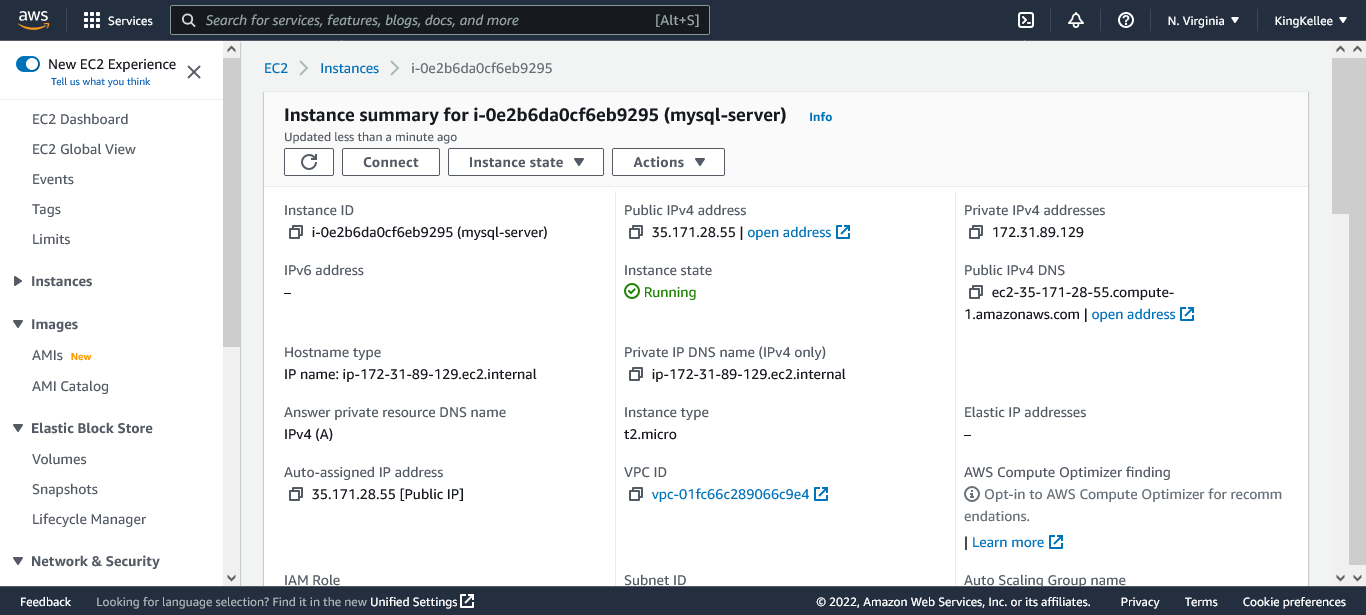 aws
Services
Search for services, features, blogs, docs, and more
[Alt+S]
N. Virginia
KingKellee
New EC2 Experience
Tell us what you think
EC2 Dashboard
EC2 Global View
Events
Tags
Limits
Instances
Images
AMIs New
AMI Catalog
Elastic Block Store
Volumes
Snapshots
Lifecycle Manager
Network & Security
EC2
Instances
i-0e2b6da0cf6eb9295
Instance summary for i-0e2b6da0cf6eb9295 (mysql-server)
Info
Updated less than a minute ago
Connect
Instance state
Actions
Instance ID
i-0e2b6da0cf6eb9295 (mysql-server)
Public IPv4 address
35.171.28.55 | open address
Private IPv4 addresses
172.31.89.129
IPv6 address
–
Instance state
Running
Public IPv4 DNS
ec2-35-171-28-55.compute-
1.amazonaws.com | open address
Hostname type
IP name: ip-172-31-89-129.ec2.internal
Private IP DNS name (IPv4 only)
ip-172-31-89-129.ec2.internal
Answer private resource DNS name
IPv4 (A)
Instance type
t2.micro
Elastic IP addresses
–
Auto-assigned IP address
35.171.28.55 [Public IP]
VPC ID
vpc-01fc66c289066c9e4
AWS Compute Optimizer finding
Opt-in to AWS Compute Optimizer for recomm
endations.
| Learn more
IAM Role
Subnet ID
Auto Scaling Group name
Feedback
Looking for language selection? Find it in the new Unified Settings
© 2022, Amazon Web Services, Inc. or its affiliates.
Privacy
Terms
Cookie preferences